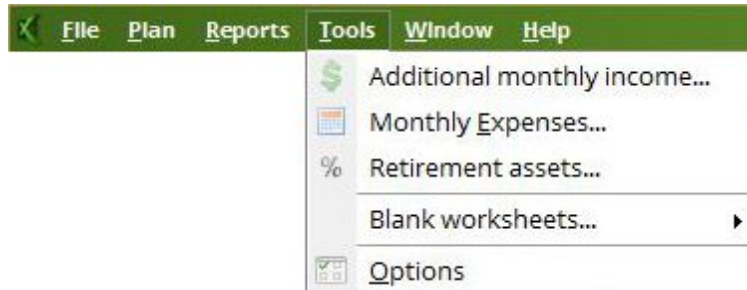 File Plan Reports Tools Window Help
Additional monthly income...
Monthly Expenses...
% Retirement assets...
Blank worksheets...
Options